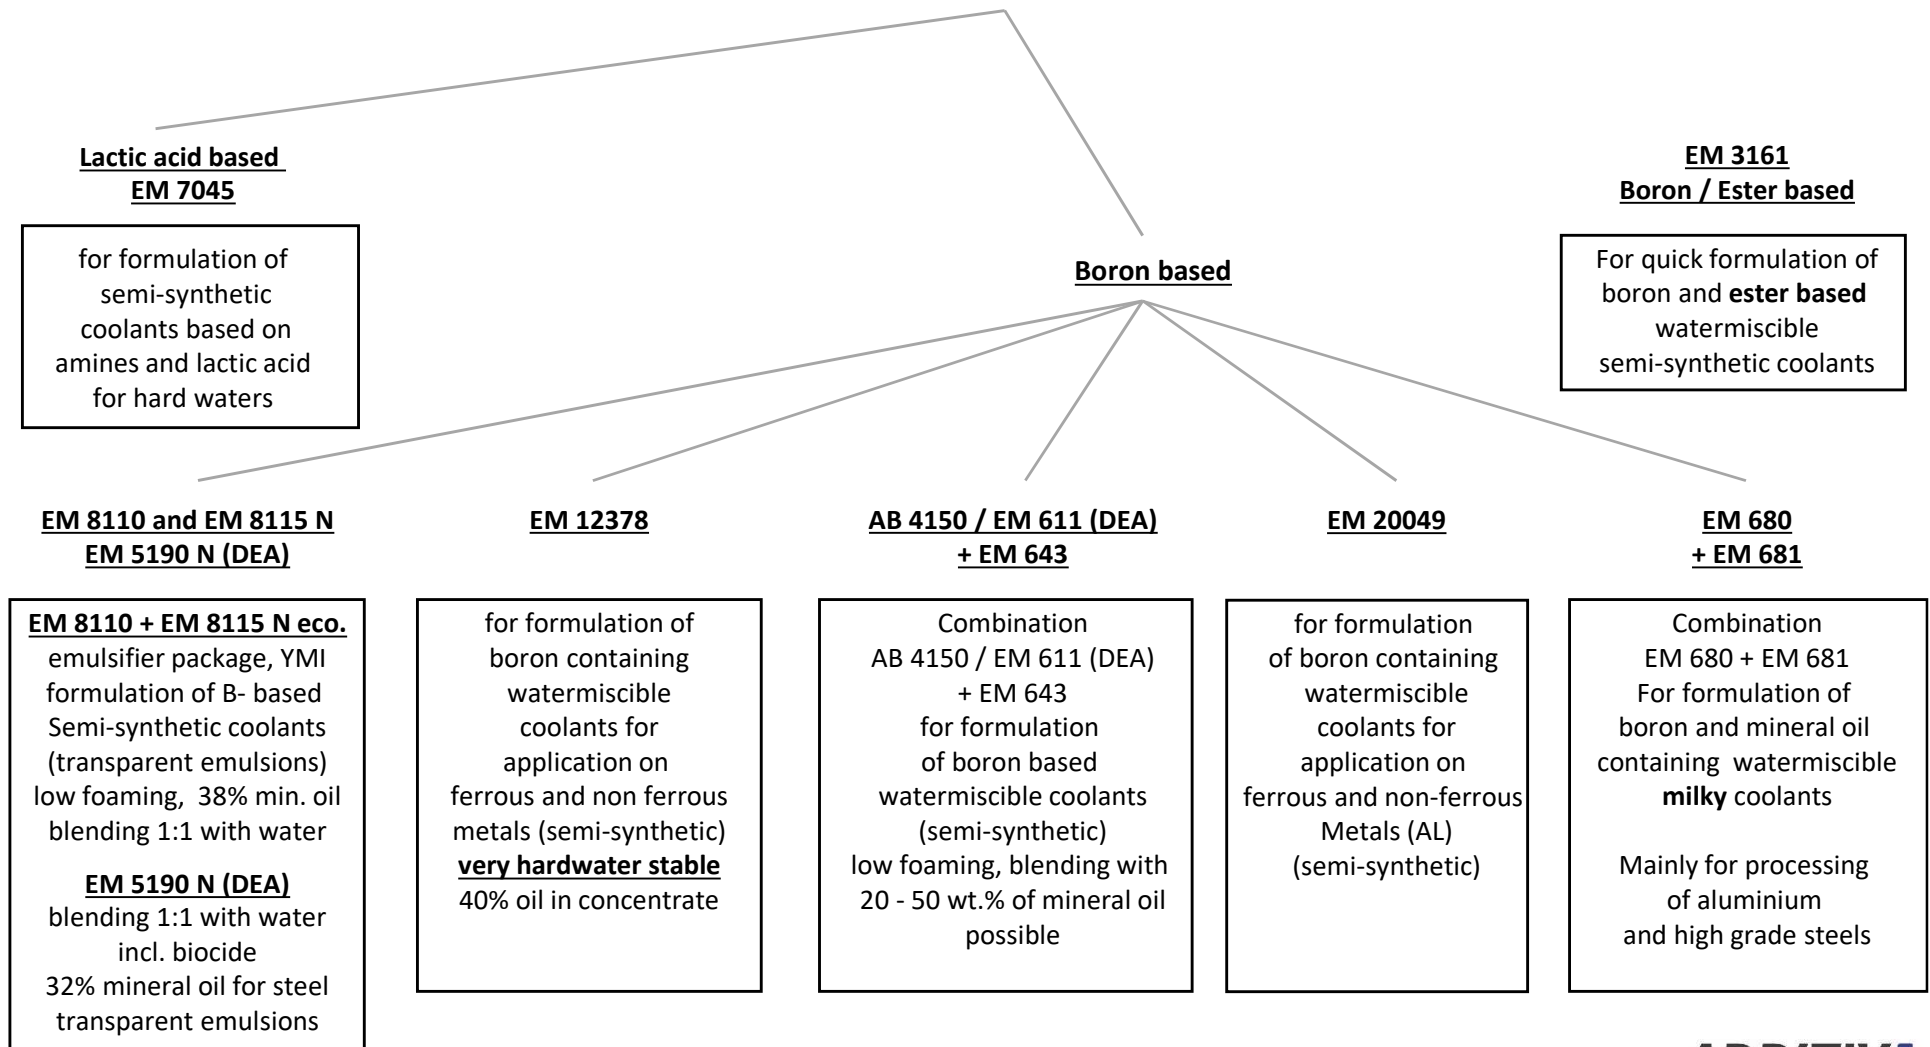 Lactic acid based
EM 7045
for formulation of
semi-synthetic
coolants based on
amines and lactic acid
for hard waters
Boron based
EM 3161
Boron / Ester based
For quick formulation of
boron and ester based
watermiscible
semi-synthetic coolants
EM 8110 and EM 8115 N
EM 5190 N (DEA)
EM 8110 + EM 8115 N eco.
emulsifier package, YMI
formulation of B- based
Semi-synthetic coolants
(transparent emulsions)
low foaming, 38% min. oil
blending 1:1 with water
EM 5190 N (DEA)
blending 1:1 with water
incl. biocide
32% mineral oil for steel
transparent emulsions
EM 12378
for formulation of
boron containing
watermiscible
coolants for
application on
ferrous and non ferrous
metals (semi-synthetic)
very hardwater stable
40% oil in concentrate
AB 4150 / EM 611 (DEA)
+ EM 643
Combination
AB 4150 / EM 611 (DEA)
+ EM 643
for formulation
of boron based
watermiscible coolants
(semi-synthetic)
low foaming, blending with
20 - 50 wt.% of mineral oil
possible
EM 20049
for formulation
of boron containing
watermiscible
coolants for
application on
ferrous and non-ferrous
Metals (AL)
(semi-synthetic)
EM 680
+ EM 681
Combination
EM 680 + EM 681
For formulation of
boron and mineral oil
containing watermiscible
milky coolants
Mainly for processing
of aluminium
and high grade steels